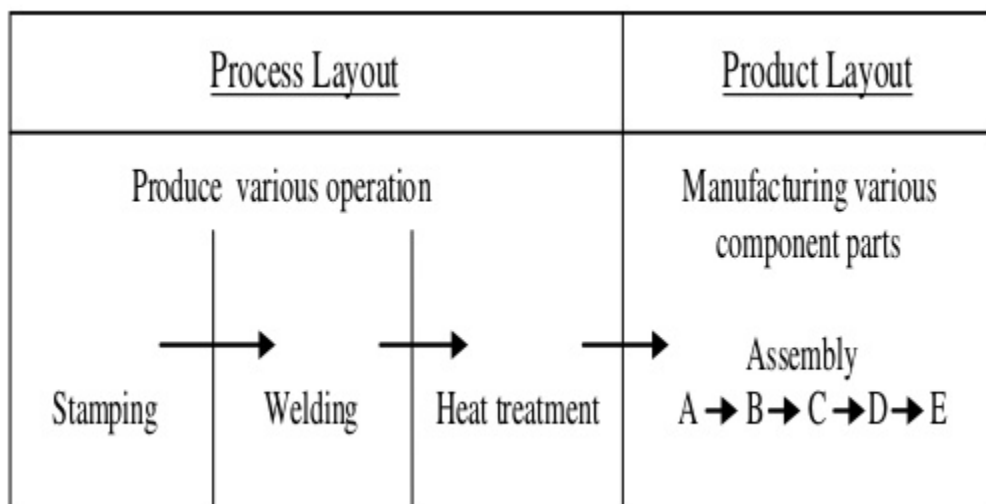 Process Layout
Product Layout
Produce various operation
Manufacturing various
component parts
Stamping
Welding
Heat treatment
Assembly
A → B → C → D → E